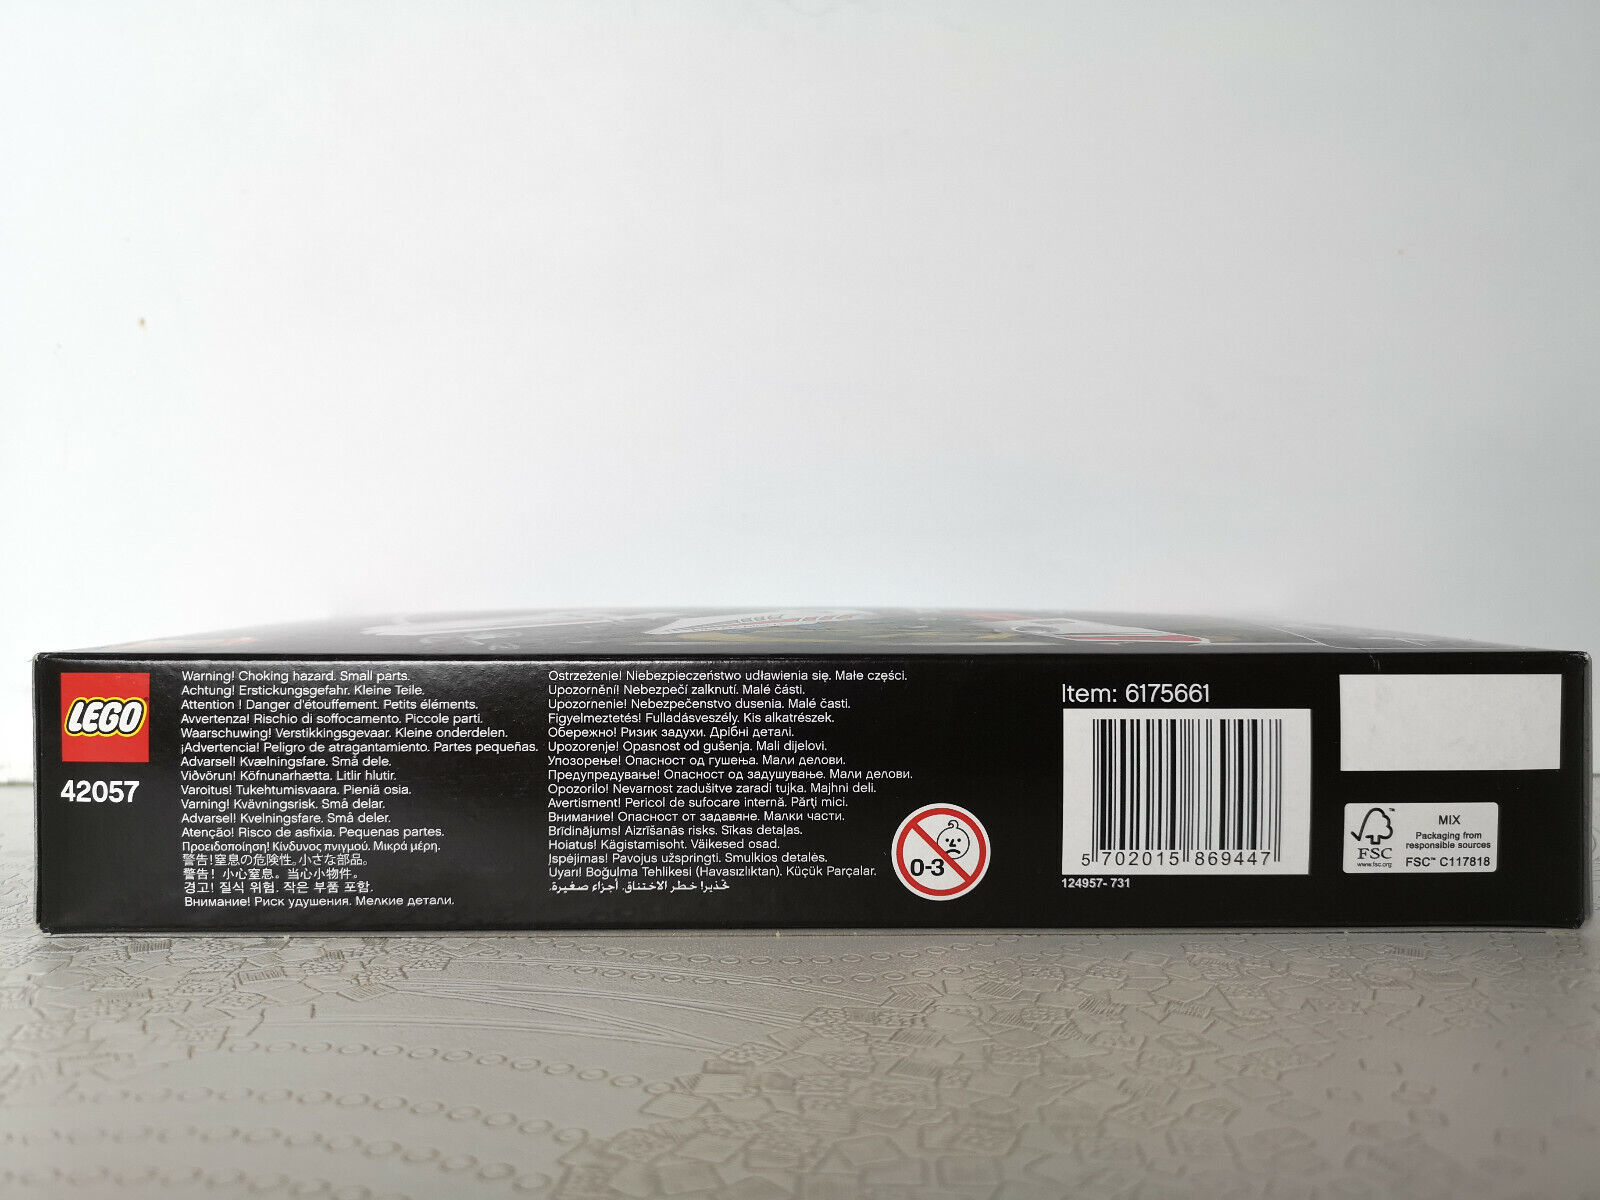 LEGO
42057
Warning! Choking hazard. Small parts.
Achtung! Erstickungsgefahr. Kleine Teile.
Attention ! Danger d'étouffement. Petits éléments.
Avvertenza! Rischio di soffocamento. Piccole parti.
Waarschuwing! Verstikkingsgevaar. Kleine onderdelen.
¡Advertencia! Peligro de atragantamiento. Partes pequeñas.
Advarsel! Kvælningsfare. Små dele.
Viðvörun! Köfnunarhætta. Litlir hlutir.
Varoitus! Tukehtumisvaara. Pieniä osia.
Varning! Kvävningsrisk. Små delar.
Advarsel! Kvelningsfare. Små deler.
Atenção! Risco de asfixia. Pequenas partes.
Προειδοποίηση! Κίνδυνος πνιγμού. Μικρά μέρη.
警告!窒息の危険性。小さな部品。
警告! 小心窒息。当心小物件。
경고! 질식 위험. 작은 부품 포함.
Внимание! Риск удушения. Мелкие детали.
Ostrzeżenie! Niebezpieczeństwo udławienia się. Małe części.
Upozornění! Nebezpečí zalknutí. Malé části.
Upozornenie! Nebezpečenstvo dusenia. Malé časti.
Figyelmeztetés! Fulladásveszély. Kis alkatrészek.
Обережно! Ризик задухи. Дрібні деталі.
Upozorenje! Opasnost od gušenja. Mali dijelovi.
Упозорење! Опасност од гушења. Мали делови.
Предупредување! Опасност од задушување. Мали делови.
Opozorilo! Nevarnost zadušitve zaradi tujka. Majhni deli.
Avertisment! Pericol de sufocare internă. Părţi mici.
Внимание! Опасност от задавяне. Малки части.
Brīdinājums! Aizrīšanās risks. Sīkas detaļas.
Hoiatus! Kägistamisoht. Väikesed osad.
Įspėjimas! Pavojus užspringti. Smulkios detalės.
Uyarı! Boğulma Tehlikesi (Havasızlıktan). Küçük Parçalar.
تحذير! خطر الاختناق. أجزاء صغيرة.
0-3
Item: 6175661
5 702015 869447
124957- 731
FSC
www.fsc.org
MIX
Packaging from
responsible sources
FSC™ C117818